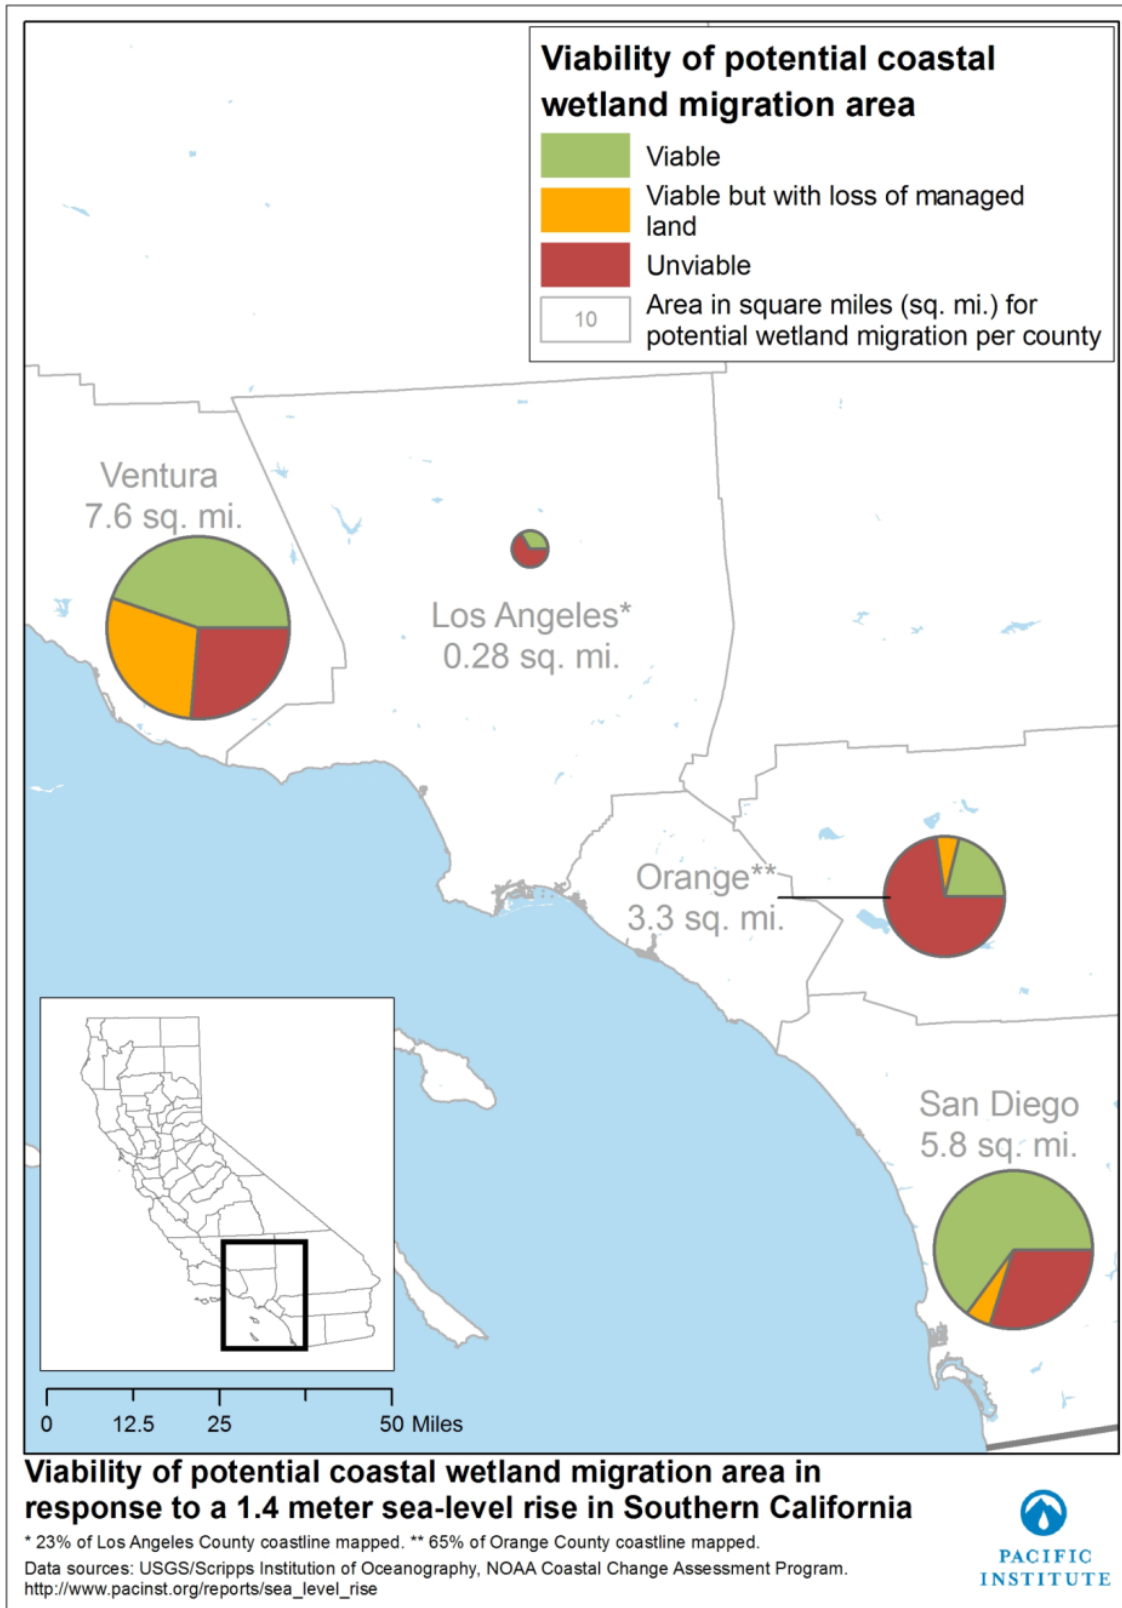 Viability of potential coastal
wetland migration area
Viable
Viable but with loss of managed
land
Unviable
10
Area in square miles (sq. mi.) for
potential wetland migration per county
Ventura
7.6 sq. mi.
Los Angeles*
0.28 sq. mi.
Orange**
3.3 sq. mi.
San Diego
5.8 sq. mi.
0 12.5 25 50 Miles
Viability of potential coastal wetland migration area in
response to a 1.4 meter sea-level rise in Southern California
* 23% of Los Angeles County coastline mapped. ** 65% of Orange County coastline mapped.
Data sources: USGS/Scripps Institution of Oceanography, NOAA Coastal Change Assessment Program.
http://www.pacinst.org/reports/sea_level_rise
PACIFIC
INSTITUTE